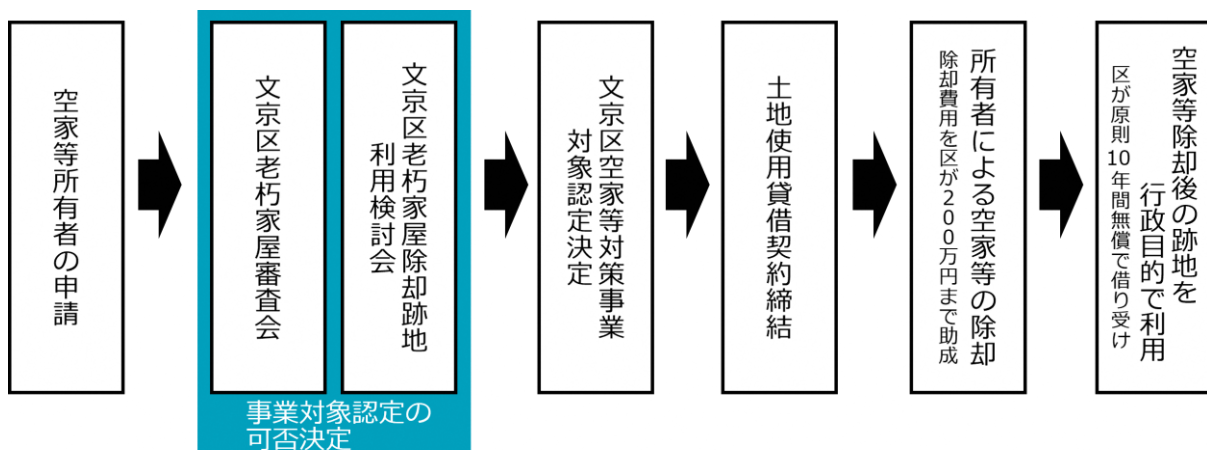 空家等所有者の申請
文京区老朽家屋審査会
文京区老朽家屋除却跡地
利用検討会
事業対象認定の
可否決定
文京区空家等対策事業
対象認定決定
土地使用貸借契約締結
所有者による空家等の除却
除却費用を区が200万円まで助成
空家等除却後の跡地を
行政目的で利用
区が原則10年間無償で借り受け